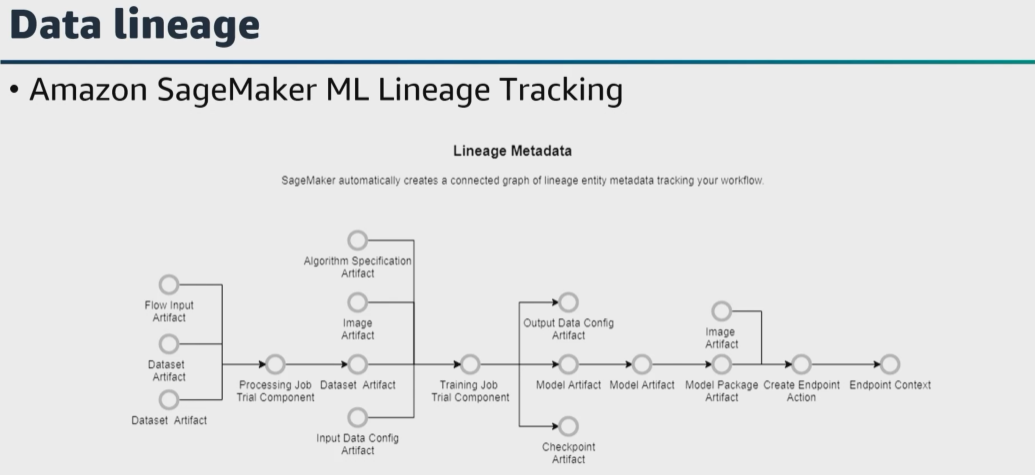 Data lineage
• Amazon SageMaker ML Lineage Tracking
Lineage Metadata
SageMaker automatically creates a connected graph of lineage entity metadata tracking your workflow.
Algorithm Specification
Artifact
Flow Input
Artifact
Image
Artifact
Output Data Config
Artifact
Image
Artifact
Dataset
Artifact
Processing Job
Trial Component
Dataset Artifact
Training Job
Trial Component
Model Artifact
Model Artifact
Model Package
Artifact
Create Endpoint
Action
Endpoint Context
Dataset Artifact
Input Data Config
Artifact
Checkpoint
Artifact